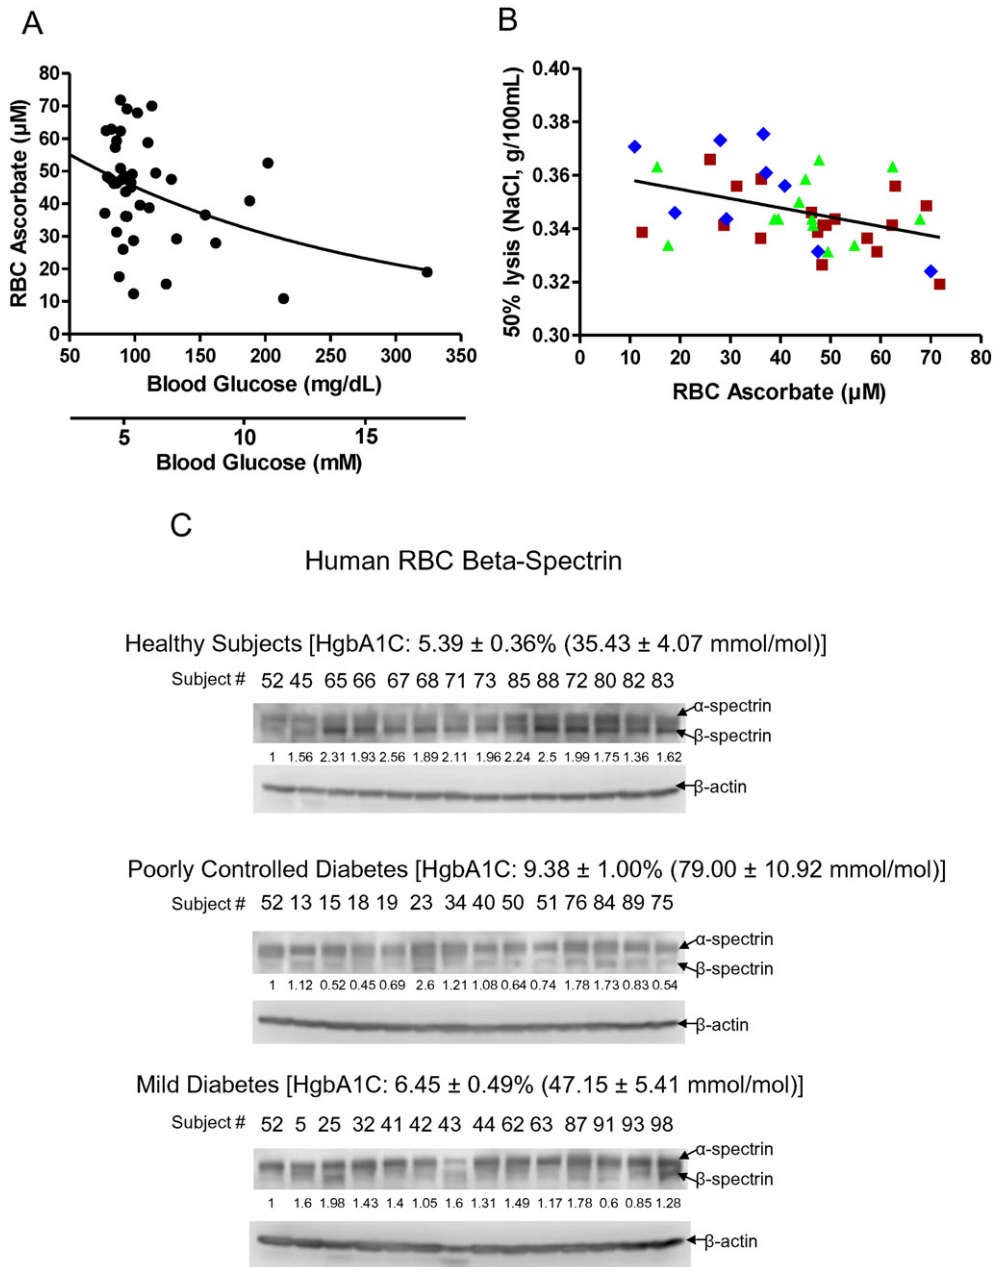 A
B
80
70
60
50
40
30
20
10
0
RBC Ascorbate (µM)
50 100 150 200 250 300 350
Blood Glucose (mg/dL)
5 10 15
Blood Glucose (mM)
0.40
0.38
0.36
0.34
0.32
0.30
50% lysis (NaCl, g/100mL)
0 10 20 30 40 50 60 70 80
RBC Ascorbate (µM)
C
Human RBC Beta-Spectrin
Healthy Subjects [HgbA1C: 5.39 ± 0.36% (35.43 ± 4.07 mmol/mol)]
Subject # 52 45 65 66 67 68 71 73 85 88 72 80 82 83
α-spectrin
β-spectrin
1 1.56 2.31 1.93 2.56 1.89 2.11 1.96 2.24 2.5 1.99 1.75 1.36 1.62
β-actin
Poorly Controlled Diabetes [HgbA1C: 9.38 ± 1.00% (79.00 ± 10.92 mmol/mol)]
Subject # 52 13 15 18 19 23 34 40 50 51 76 84 89 75
α-spectrin
β-spectrin
1 1.12 0.52 0.45 0.69 2.6 1.21 1.08 0.64 0.74 1.78 1.73 0.83 0.54
β-actin
Mild Diabetes [HgbA1C: 6.45 ± 0.49% (47.15 ± 5.41 mmol/mol)]
Subject # 52 5 25 32 41 42 43 44 62 63 87 91 93 98
α-spectrin
β-spectrin
1 1.6 1.98 1.43 1.4 1.05 1.6 1.31 1.49 1.17 1.78 0.6 0.85 1.28
β-actin